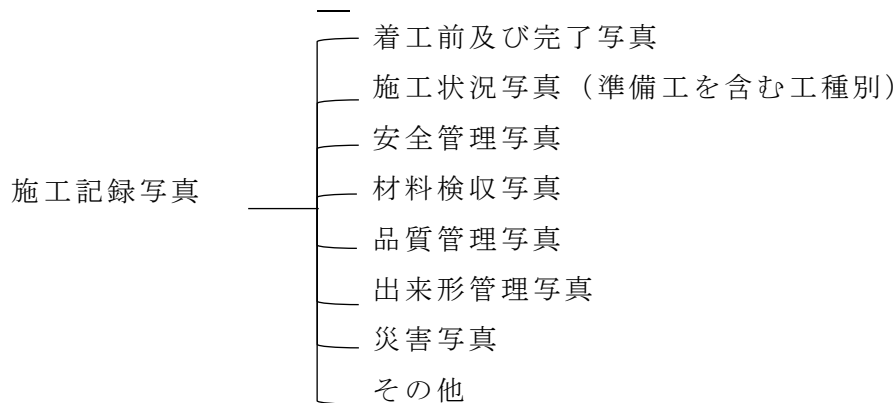 着工前及び完了写真
施工状況写真（準備工を含む工種別）
安全管理写真
施工記録写真
材料検収写真
品質管理写真
出来形管理写真
災害写真
その他